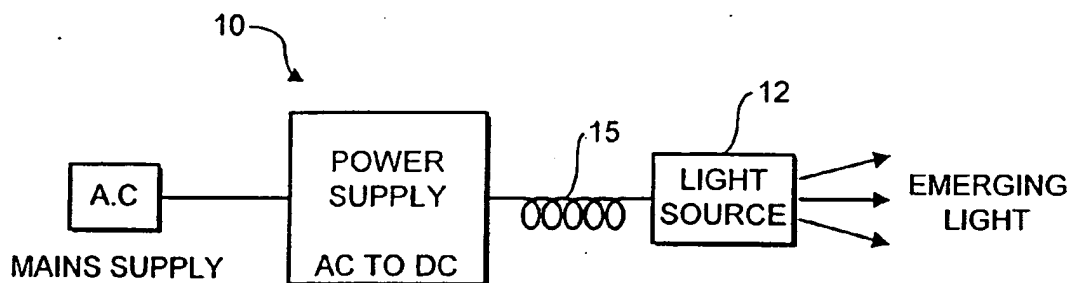 10
12
15
A.C
MAINS SUPPLY
POWER
SUPPLY
AC TO DC
LIGHT
SOURCE
EMERGING
LIGHT